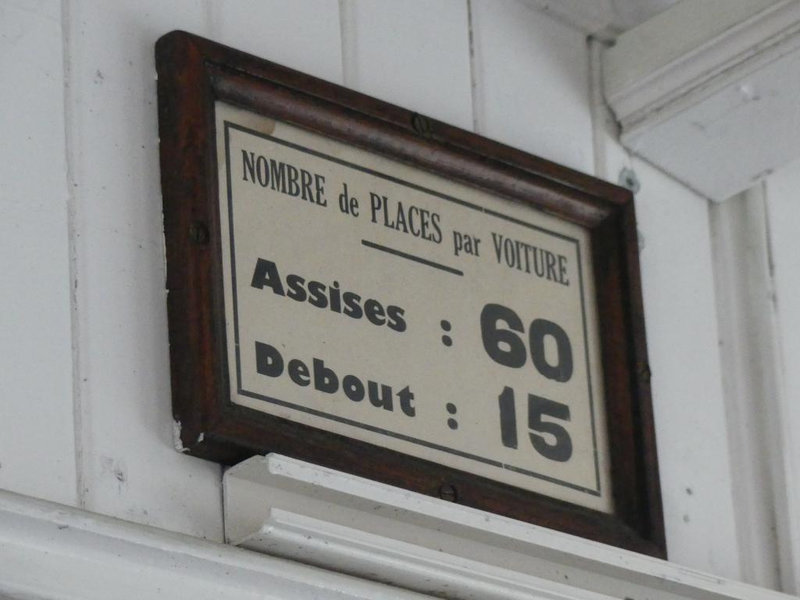 NOMBRE de PLACES par VOITURE
Assises : 60
Debout : 15